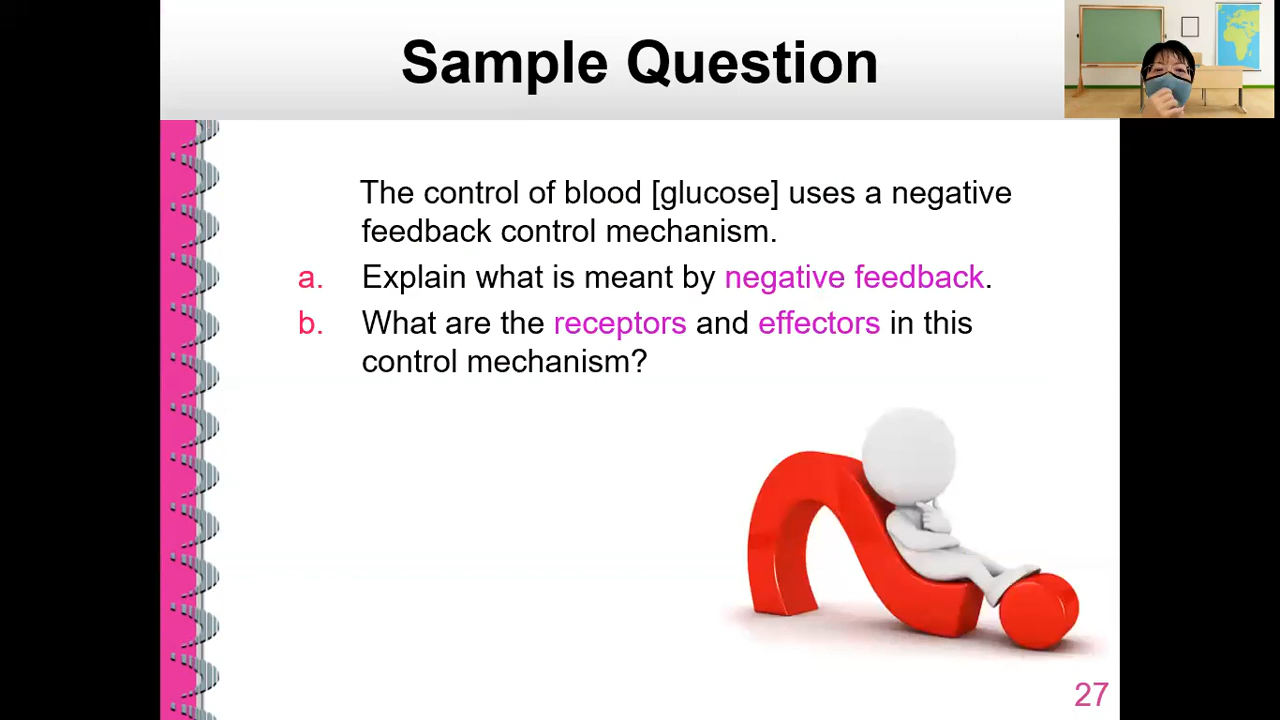 Sample Question
The control of blood [glucose] uses a negative
feedback control mechanism.
a. Explain what is meant by negative feedback.
b. What are the receptors and effectors in this
control mechanism?
27